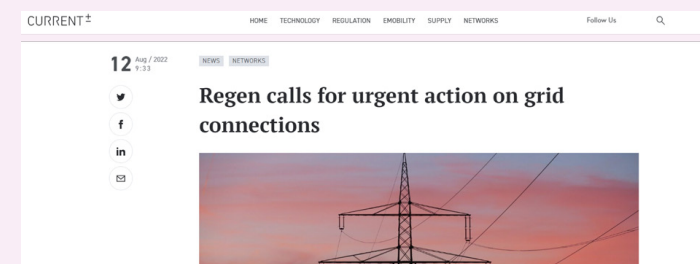 CURRENT±
HOME TECHNOLOGY REGULATION EMOBILITY SUPPLY NETWORKS
Follow Us
12 Aug / 2022
9:33
NEWS NETWORKS
Regen calls for urgent action on grid
connections